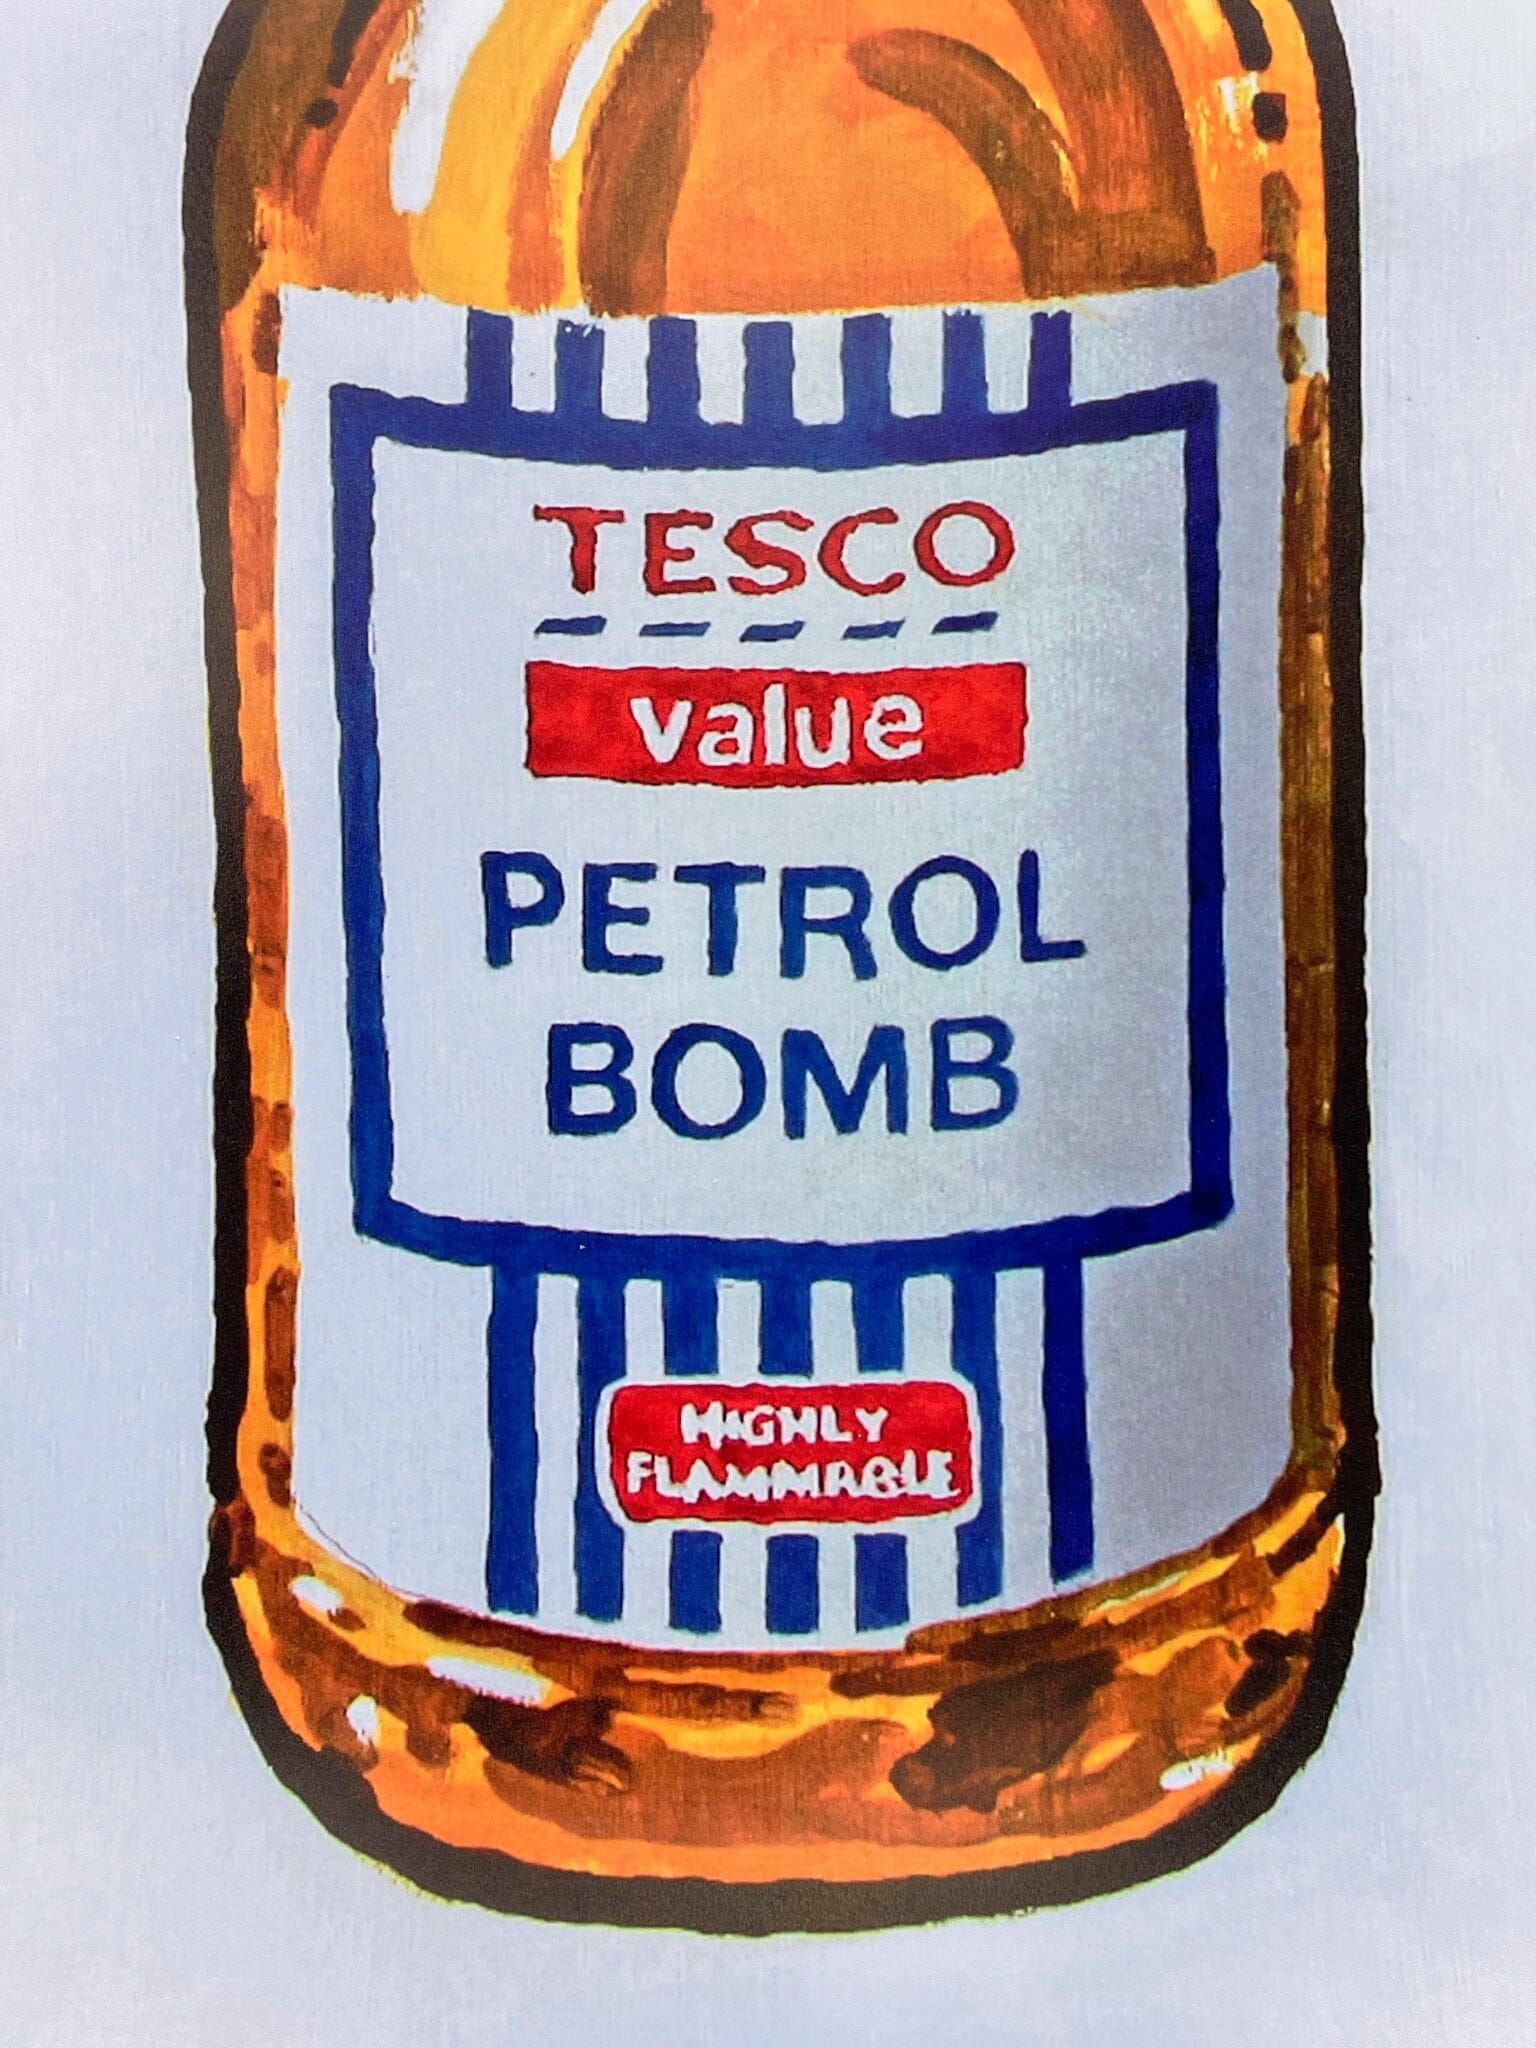 TESCO
value
PETROL
BOMB
HIGHLY
FLAMMABLE